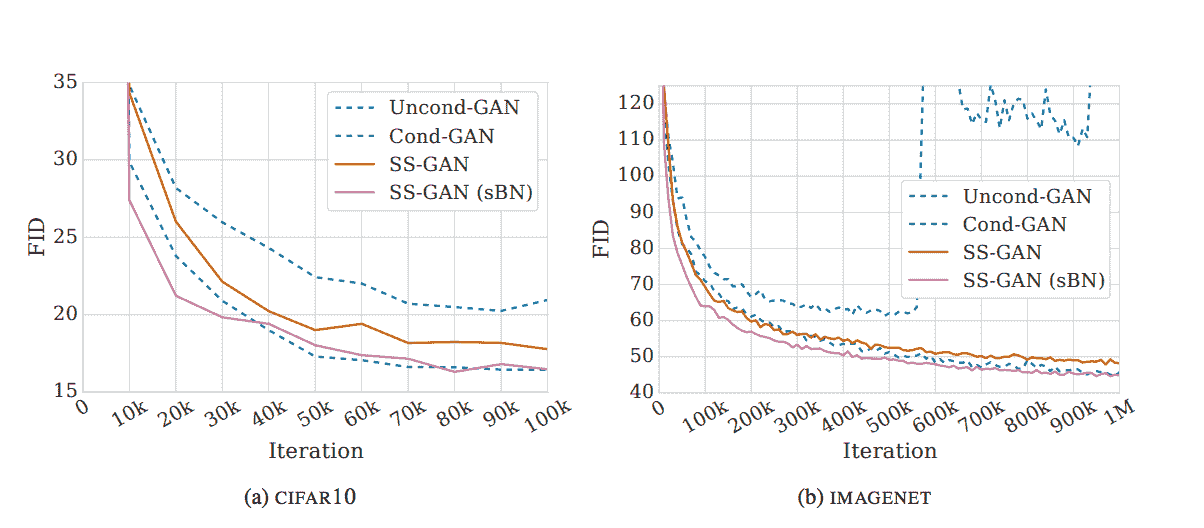 35
30
25
20
15
FID
Uncond-GAN
Cond-GAN
SS-GAN
SS-GAN (sBN)
0
10k
20k
30k
40k
50k
60k
70k
80k
90k
100k
Iteration
(a) CIFAR10
120
110
100
90
80
70
60
50
40
FID
Uncond-GAN
Cond-GAN
SS-GAN
SS-GAN (sBN)
0
100k
200k
300k
400k
500k
600k
700k
800k
900k
1M
Iteration
(b) IMAGENET